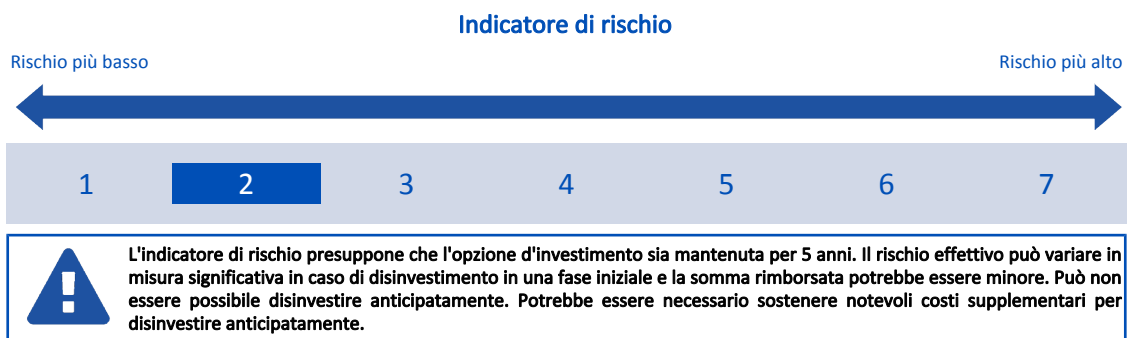 Indicatore di rischio
Rischio più basso
Rischio più alto
1 2 3 4 5 6 7
L'indicatore di rischio presuppone che l'opzione d'investimento sia mantenuta per 5 anni. Il rischio effettivo può variare in
misura significativa in caso di disinvestimento in una fase iniziale e la somma rimborsata potrebbe essere minore. Può non
essere possibile disinvestire anticipatamente. Potrebbe essere necessario sostenere notevoli costi supplementari per
disinvestire anticipatamente.